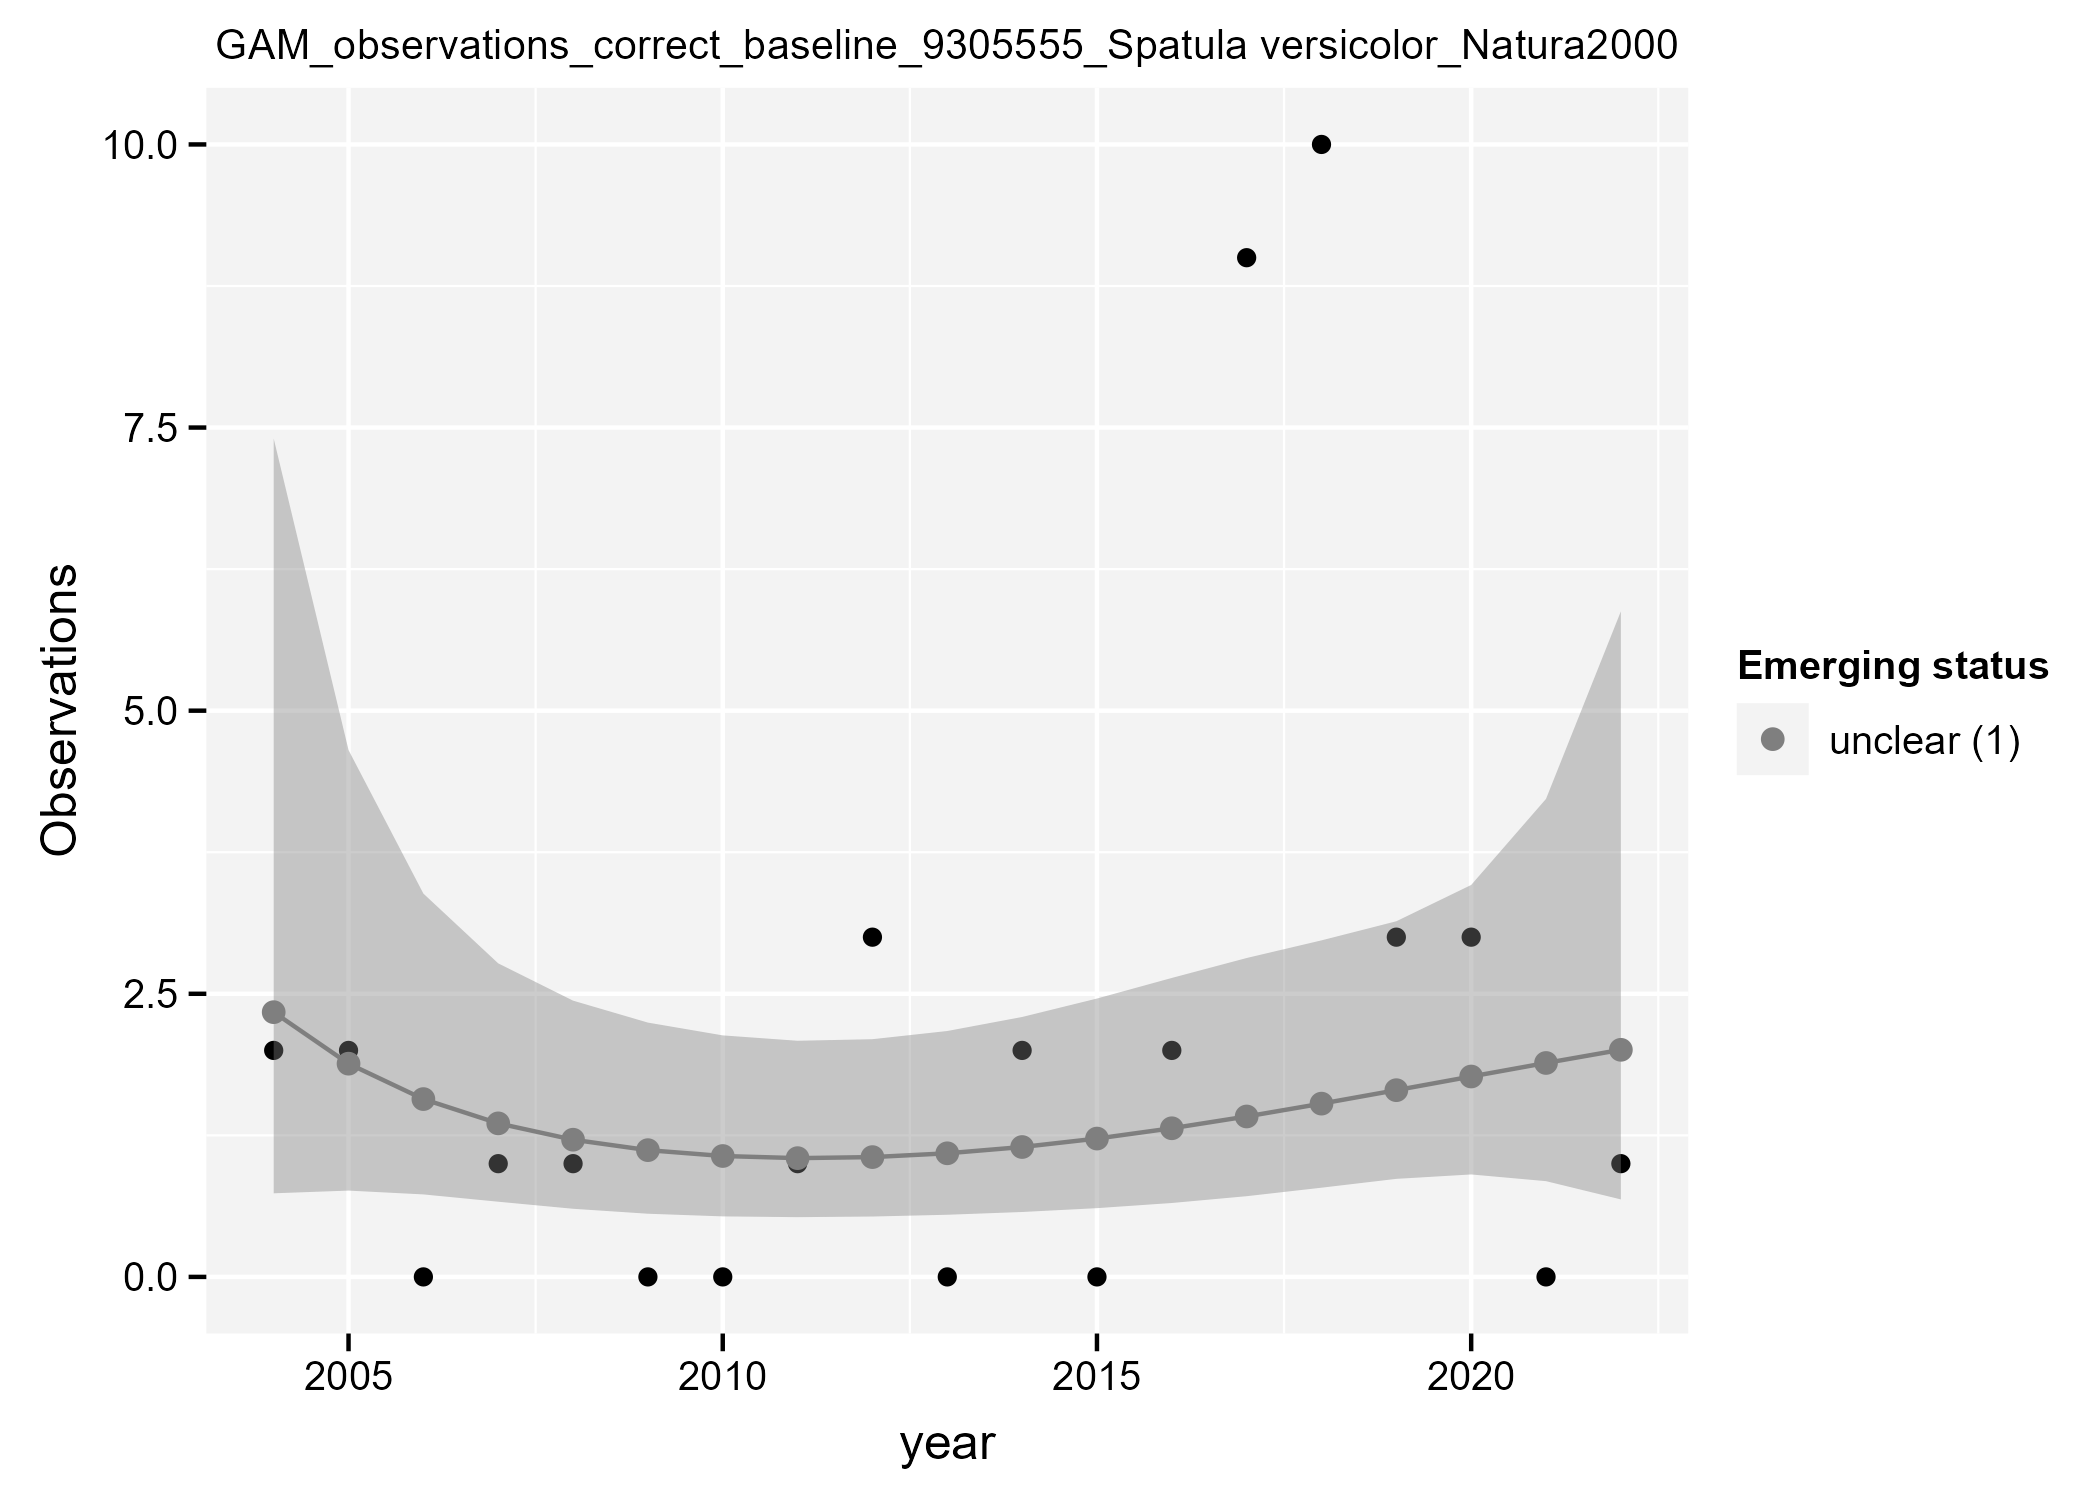 GAM_observations_correct_baseline_9305555_Spatula versicolor_Natura2000
10.0
7.5
5.0
2.5
0.0
Observations
2005
2010
2015
2020
year
Emerging status
unclear (1)